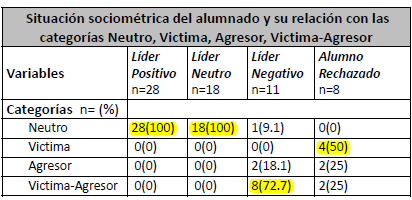 Situación sociométrica del alumnado y su relación con las
categorías Neutro, Victima, Agresor, Victima-Agresor
Variables Líder Positivo n=28 Líder Neutro n=18 Líder Negativo n=11 Alumno Rechazado n=8
Categorías n= (%)
Neutro 28(100) 18(100) 1(9.1) 0(0)
Victima 0(0) 0(0) 0(0) 4(50)
Agresor 0(0) 0(0) 2(18.1) 2(25)
Victima-Agresor 0(0) 0(0) 8(72.7) 2(25)